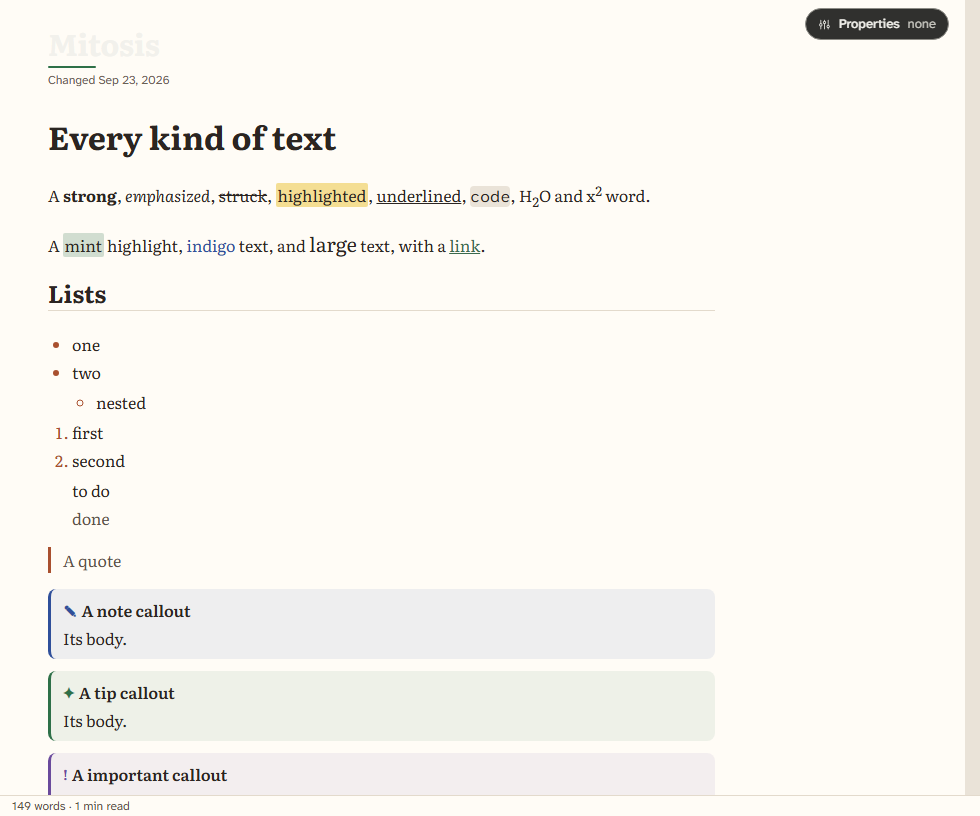 Mitosis
Properties none
Changed Sep 23, 2026
Every kind of text
A strong, emphasized, struck, highlighted, underlined, code, H₂O and x² word.
A mint highlight, indigo text, and large text, with a link.
Lists
• one
• two
◦ nested
1. first
2. second
to do
done
A quote
✎ A note callout
Its body.
✦ A tip callout
Its body.
! A important callout
149 words · 1 min read